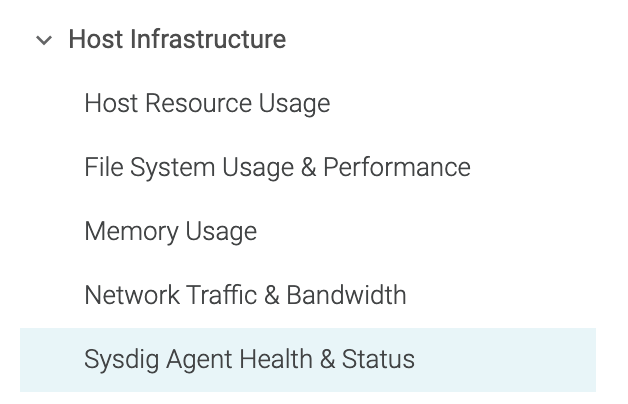 Host Infrastructure
Host Resource Usage
File System Usage & Performance
Memory Usage
Network Traffic & Bandwidth
Sysdig Agent Health & Status